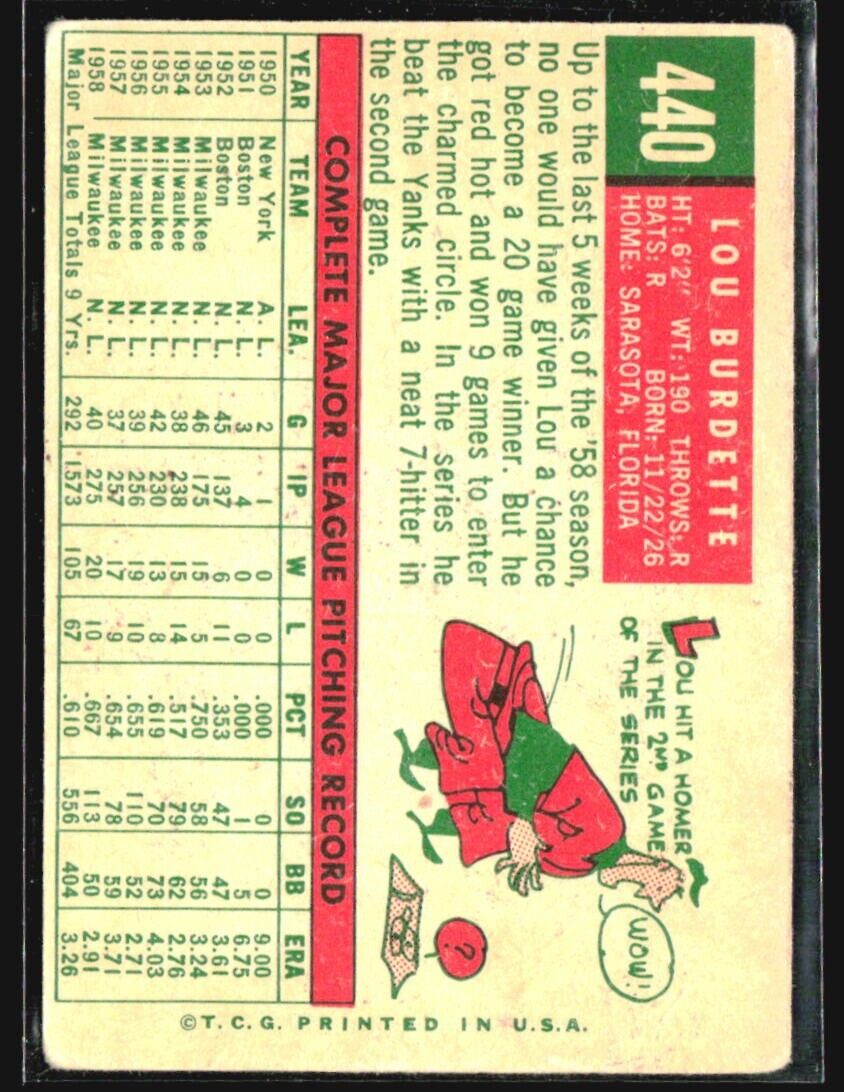 440
LOU BURDETTE
HT: 6'2" WT: 190 THROWS: R
BATS: R BORN: 11/22/26
HOME: SARASOTA, FLORIDA
Up to the last 5 weeks of the '58 season,
no one would have given Lou a chance
to become a 20 game winner. But he
got red hot and won 9 games to enter
the charmed circle. In the series he
beat the Yanks with a neat 7-hitter in
the second game.
LOU HIT A HOMER
IN THE 2ND GAME
OF THE SERIES
WOW!
?
COMPLETE MAJOR LEAGUE PITCHING RECORD
YEAR TEAM LEA. G IP W L PCT SO BB ERA
1950 New York A. L. 2 1 0 0 .000 0 0 9.00
1951 Boston N. L. 3 4 0 0 .000 1 5 6.75
1952 Boston N. L. 45 137 6 11 .353 47 47 3.61
1953 Milwaukee N. L. 46 175 15 5 .750 58 56 3.24
1954 Milwaukee N. L. 38 238 15 14 .517 79 62 2.76
1955 Milwaukee N. L. 42 230 13 8 .619 70 73 4.03
1956 Milwaukee N. L. 39 256 19 10 .655 110 52 2.71
1957 Milwaukee N. L. 37 257 17 9 .654 78 59 3.71
1958 Milwaukee N. L. 40 275 20 10 .667 113 50 2.91
Major League Totals 9 Yrs. 292 1573 105 67 .610 556 404 3.26
©T.C.G. PRINTED IN U.S.A.